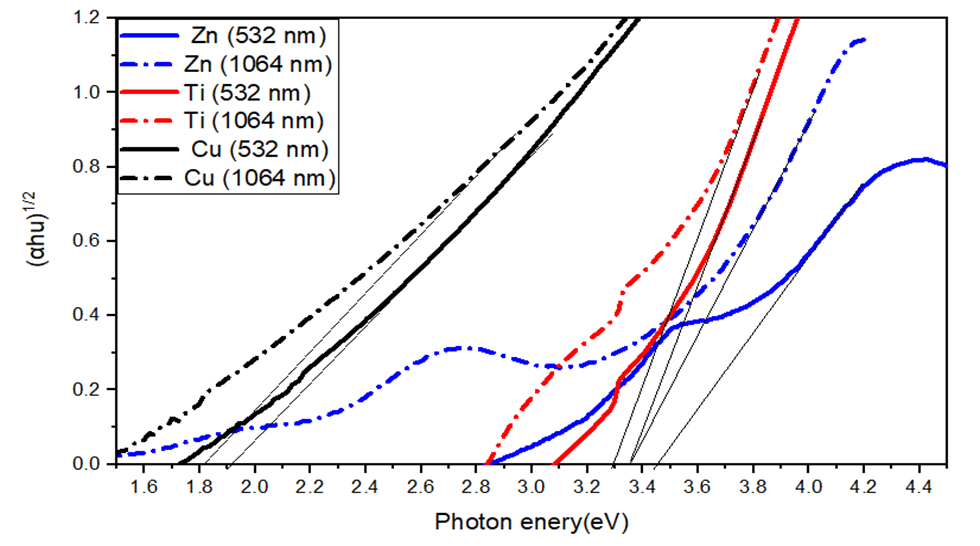 Zn (532 nm)
Zn (1064 nm)
Ti (532 nm)
Ti (1064 nm)
Cu (532 nm)
Cu (1064 nm)
1.2
1.0
0.8
0.6
0.4
0.2
0.0
(αhu)1/2
1.6 1.8 2.0 2.2 2.4 2.6 2.8 3.0 3.2 3.4 3.6 3.8 4.0 4.2 4.4
Photon enery(eV)